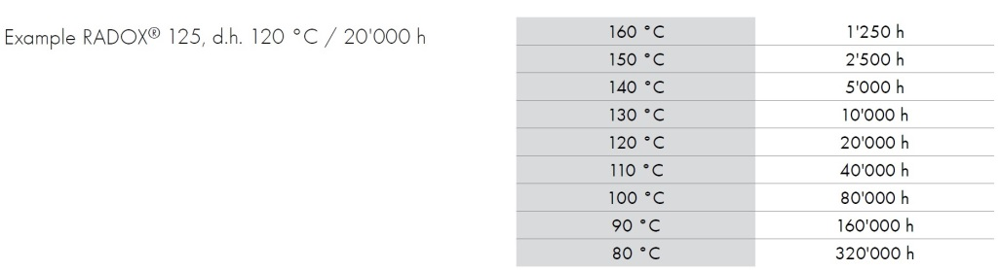 Example RADOX® 125, d.h. 120 °C / 20'000 h
160 °C 1'250 h
150 °C 2'500 h
140 °C 5'000 h
130 °C 10'000 h
120 °C 20'000 h
110 °C 40'000 h
100 °C 80'000 h
90 °C 160'000 h
80 °C 320'000 h